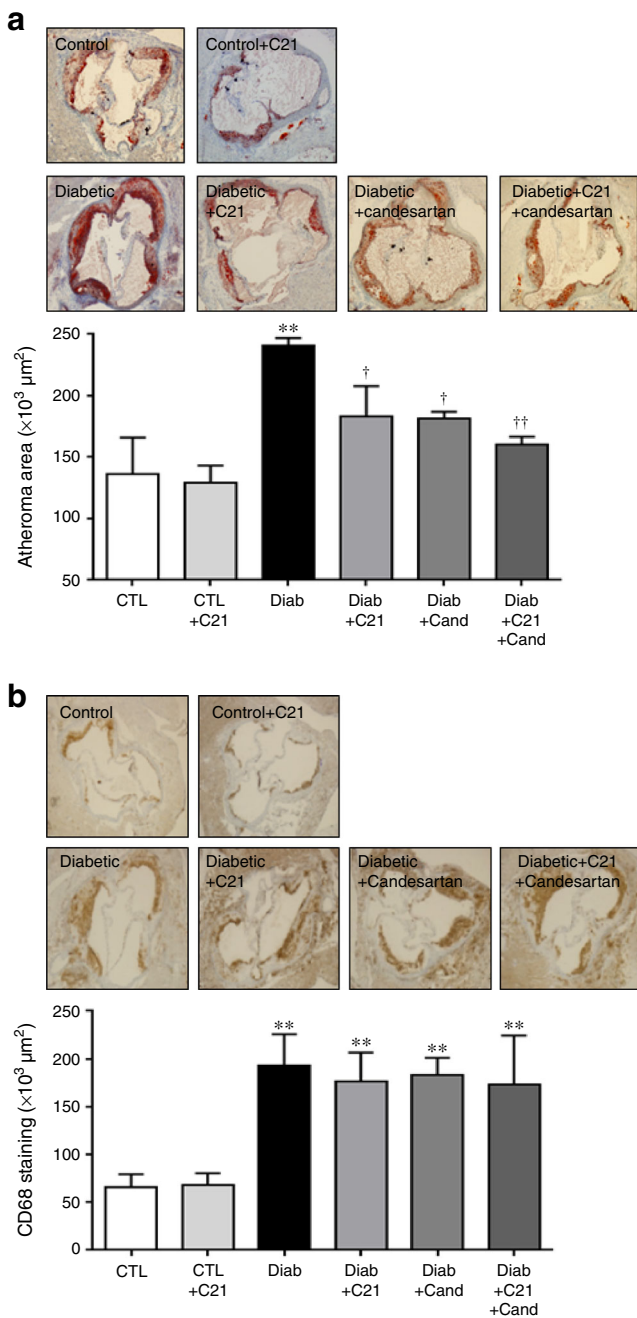 a
Control
Control+C21
Diabetic
Diabetic
+C21
Diabetic
+candesartan
Diabetic+C21
+candesartan
Atheroma area (×10³ μm²)
250
200
150
100
50
**
†
†
††
CTL
CTL
+C21
Diab
Diab
+C21
Diab
+Cand
Diab
+C21
+Cand
b
Control
Control+C21
Diabetic
Diabetic
+C21
Diabetic
+Candesartan
Diabetic+C21
+Candesartan
CD68 staining (×10³ μm²)
250
200
150
100
50
0
**
**
**
**
CTL
CTL
+C21
Diab
Diab
+C21
Diab
+Cand
Diab
+C21
+Cand